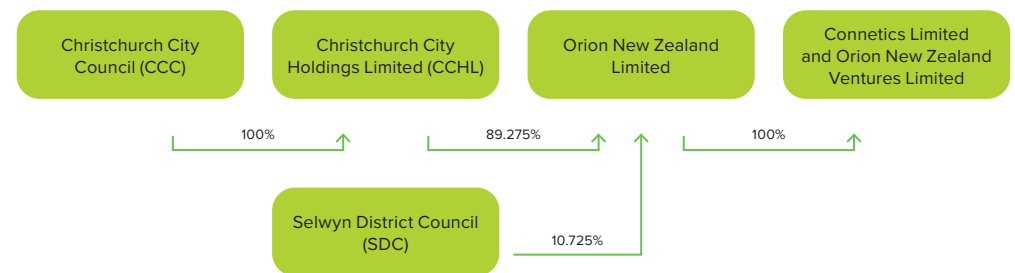 Christchurch City
Council (CCC)
Christchurch City
Holdings Limited (CCHL)
Orion New Zealand
Limited
Connetics Limited
and Orion New Zealand
Ventures Limited
100%
89.275%
100%
Selwyn District Council
(SDC)
10.725%